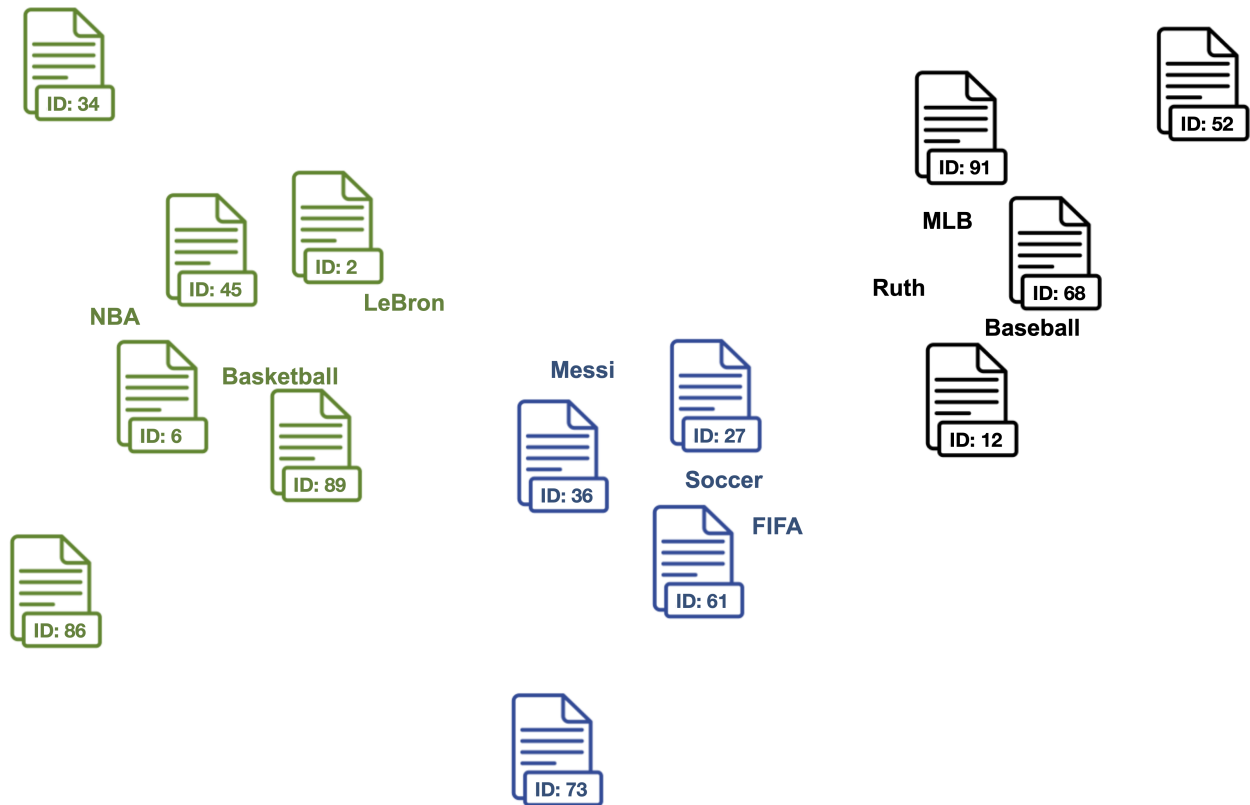 ID: 34
ID: 45
ID: 2
LeBron
NBA
Basketball
ID: 6
ID: 89
ID: 86
Messi
ID: 27
ID: 36
Soccer
FIFA
ID: 61
ID: 73
ID: 52
ID: 91
MLB
Ruth
ID: 68
Baseball
ID: 12